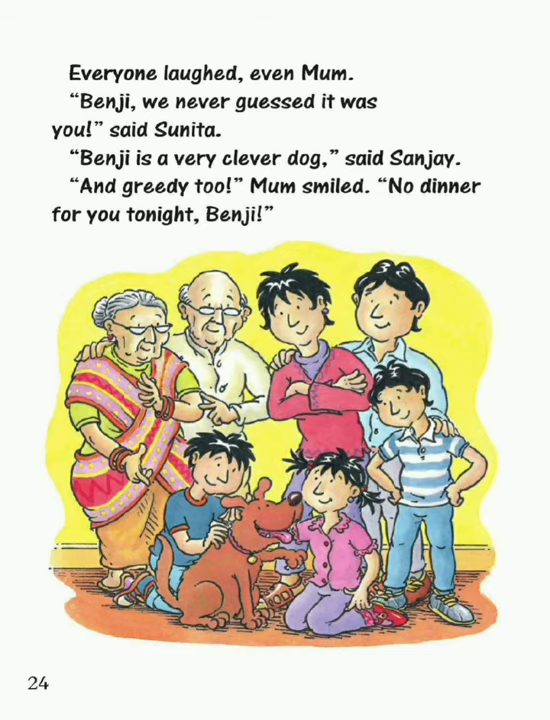 Everyone laughed, even Mum.
“Benji, we never guessed it was
you!” said Sunita.
“Benji is a very clever dog,” said Sanjay.
“And greedy too!” Mum smiled. “No dinner
for you tonight, Benji!”
24